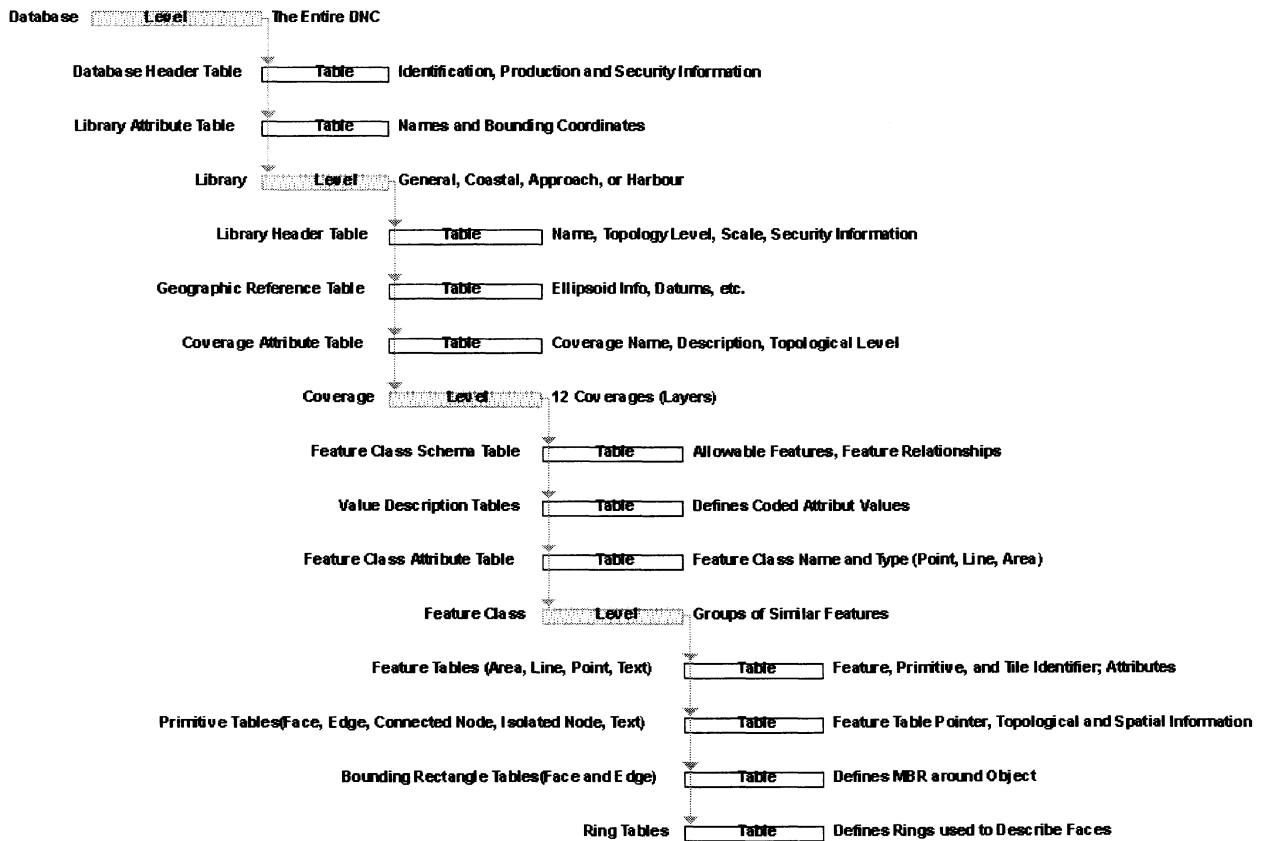 Database Level The Entire DNC
Database Header Table Table Identification, Production and Security Information
Library Attribute Table Table Names and Bounding Coordinates
Library Level General, Coastal, Approach, or Harbour
Library Header Table Table Name, Topology Level, Scale, Security Information
Geographic Reference Table Table Ellipsoid Info, Datums, etc.
Coverage Attribute Table Table Coverage Name, Description, Topological Level
Coverage Level 12 Coverages (Layers)
Feature Class Schema Table Table Allowable Features, Feature Relationships
Value Description Tables Table Defines Coded Attribut Values
Feature Class Attribute Table Table Feature Class Name and Type (Point, Line, Area)
Feature Class Level Groups of Similar Features
Feature Tables (Area, Line, Point, Text) Table Feature, Primitive, and Tile Identifier; Attributes
Primitive Tables(Face, Edge, Connected Node, Isolated Node, Text) Table Feature Table Pointer, Topological and Spatial Information
Bounding Rectangle Tables(Face and Edge) Table Defines MBR around Object
Ring Tables Table Defines Rings used to Describe Faces